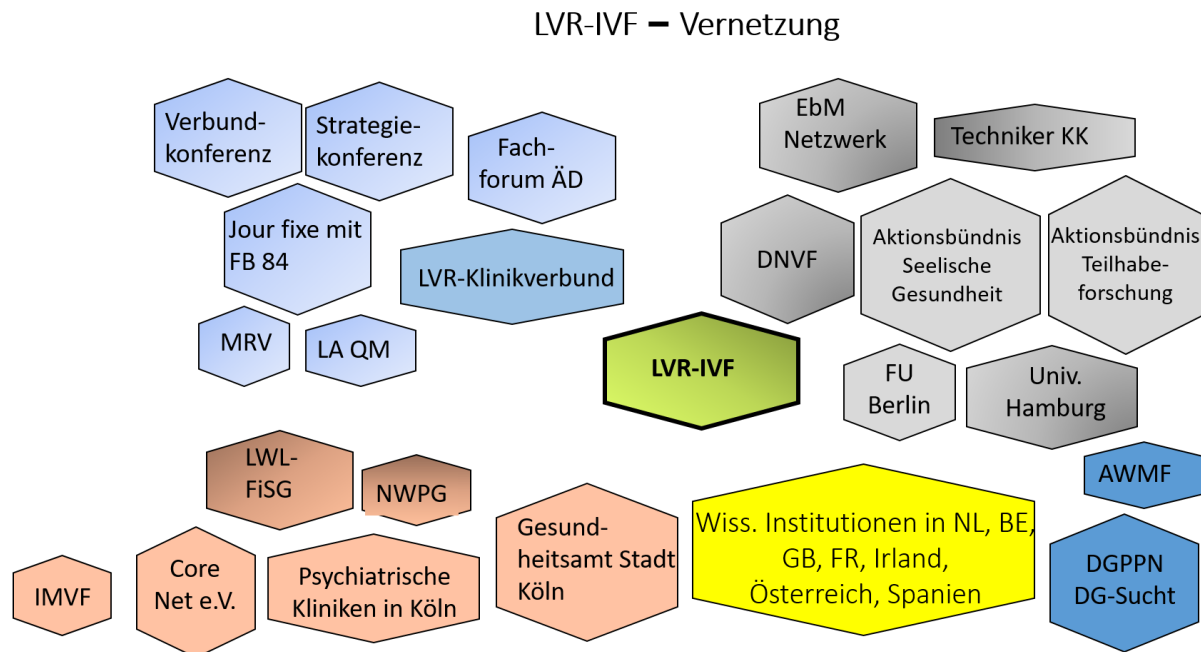 LVR-IVF – Vernetzung
Verbund-
konferenz
Strategie-
konferenz
Fach-
forum ÄD
Jour fixe mit
FB 84
LVR-Klinikverbund
MRV
LA QM
EbM
Netzwerk
Techniker KK
DNVF
Aktionsbündnis
Seelische
Gesundheit
Aktionsbündnis
Teilhabe-
forschung
LVR-IVF
FU
Berlin
Univ.
Hamburg
LWL-
FiSG
NWPG
IMVF
Core
Net e.V.
Psychiatrische
Kliniken in Köln
Gesund-
heitsamt Stadt
Köln
Wiss. Institutionen in NL, BE,
GB, FR, Irland,
Österreich, Spanien
AWMF
DGPPN
DG-Sucht